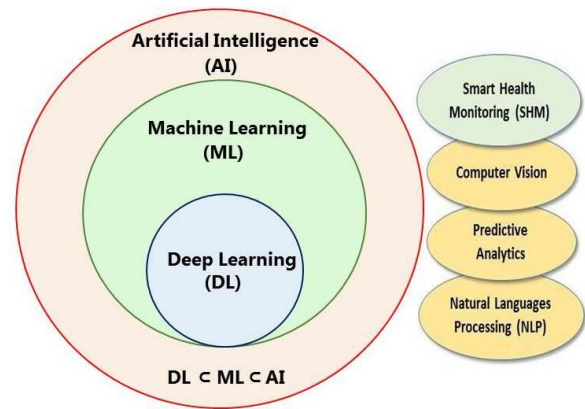 Artificial Intelligence
(AI)
Machine Learning
(ML)
Deep Learning
(DL)
DL ⊂ ML ⊂ AI
Smart Health
Monitoring (SHM)
Computer Vision
Predictive
Analytics
Natural Languages
Processing (NLP)